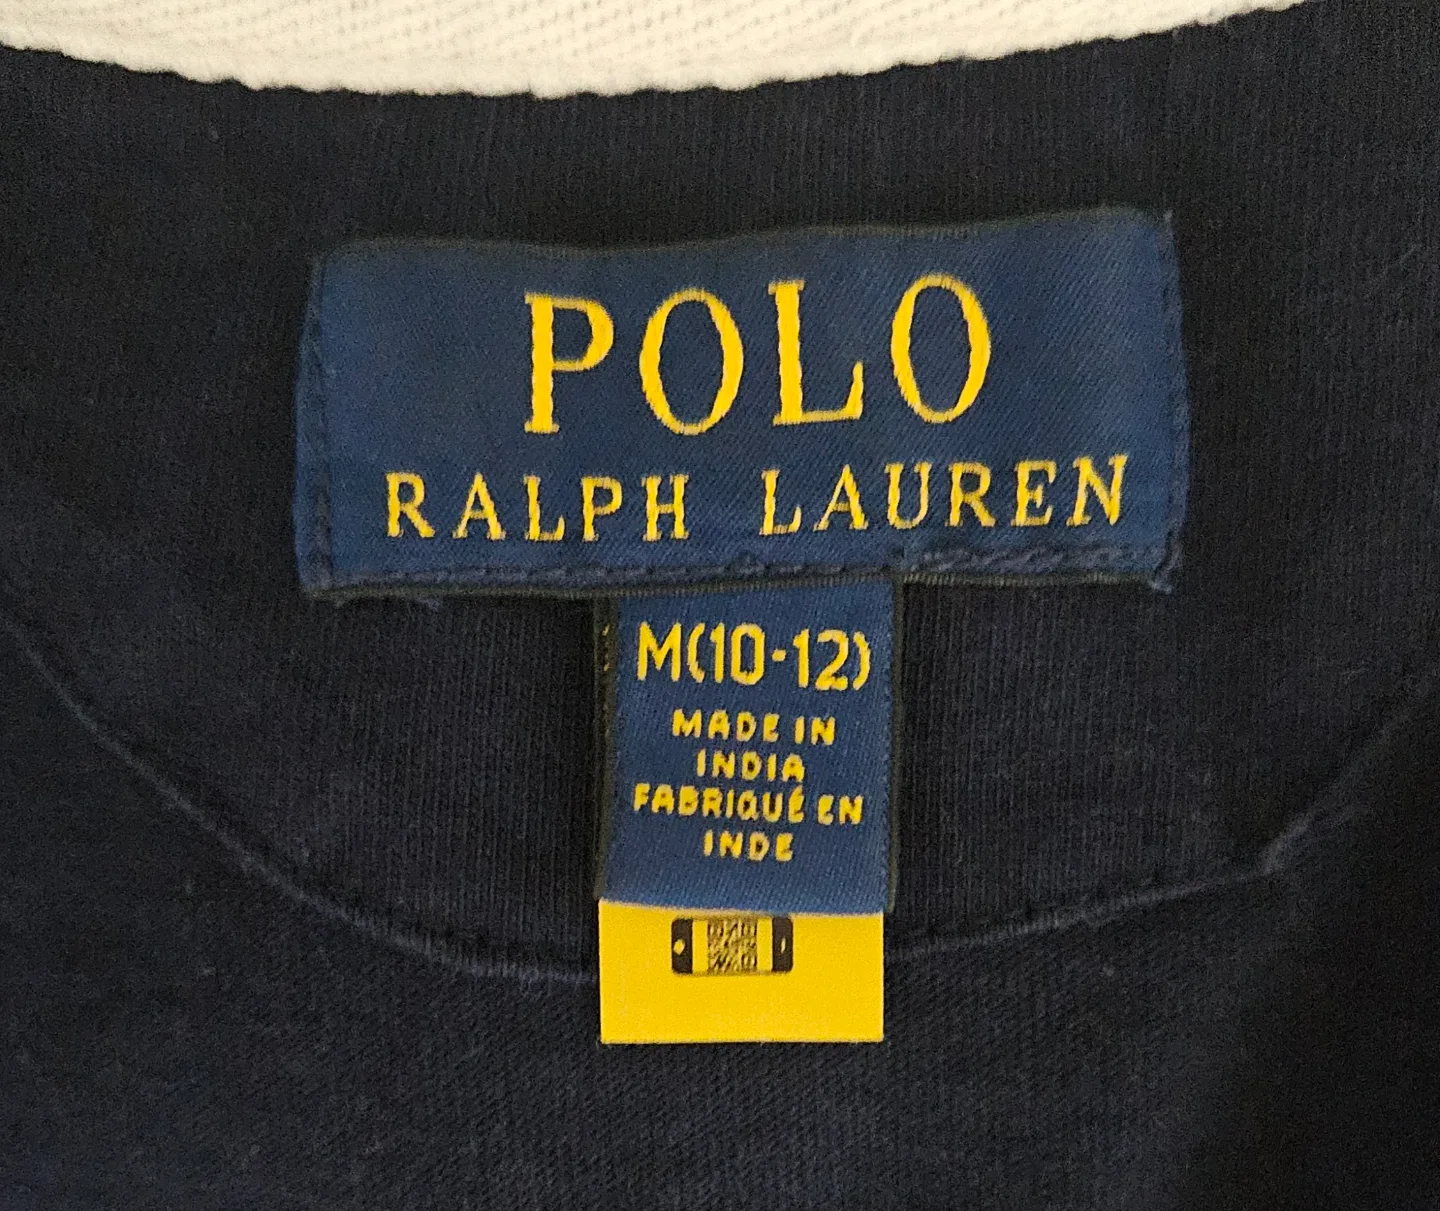 POLO
RALPH LAUREN
M(10-12)
MADE IN
INDIA
FABRIQUÉ EN
INDE